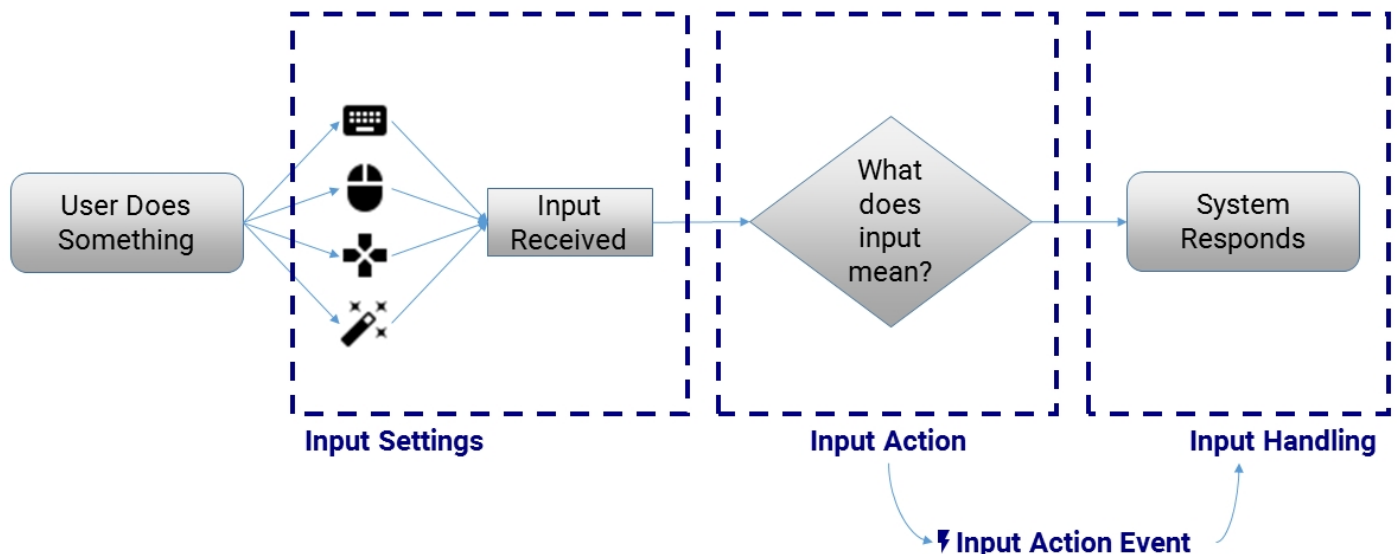 User Does
Something
Input
Received
What
does
input
mean?
System
Responds
Input Settings
Input Action
Input Handling
Input Action Event